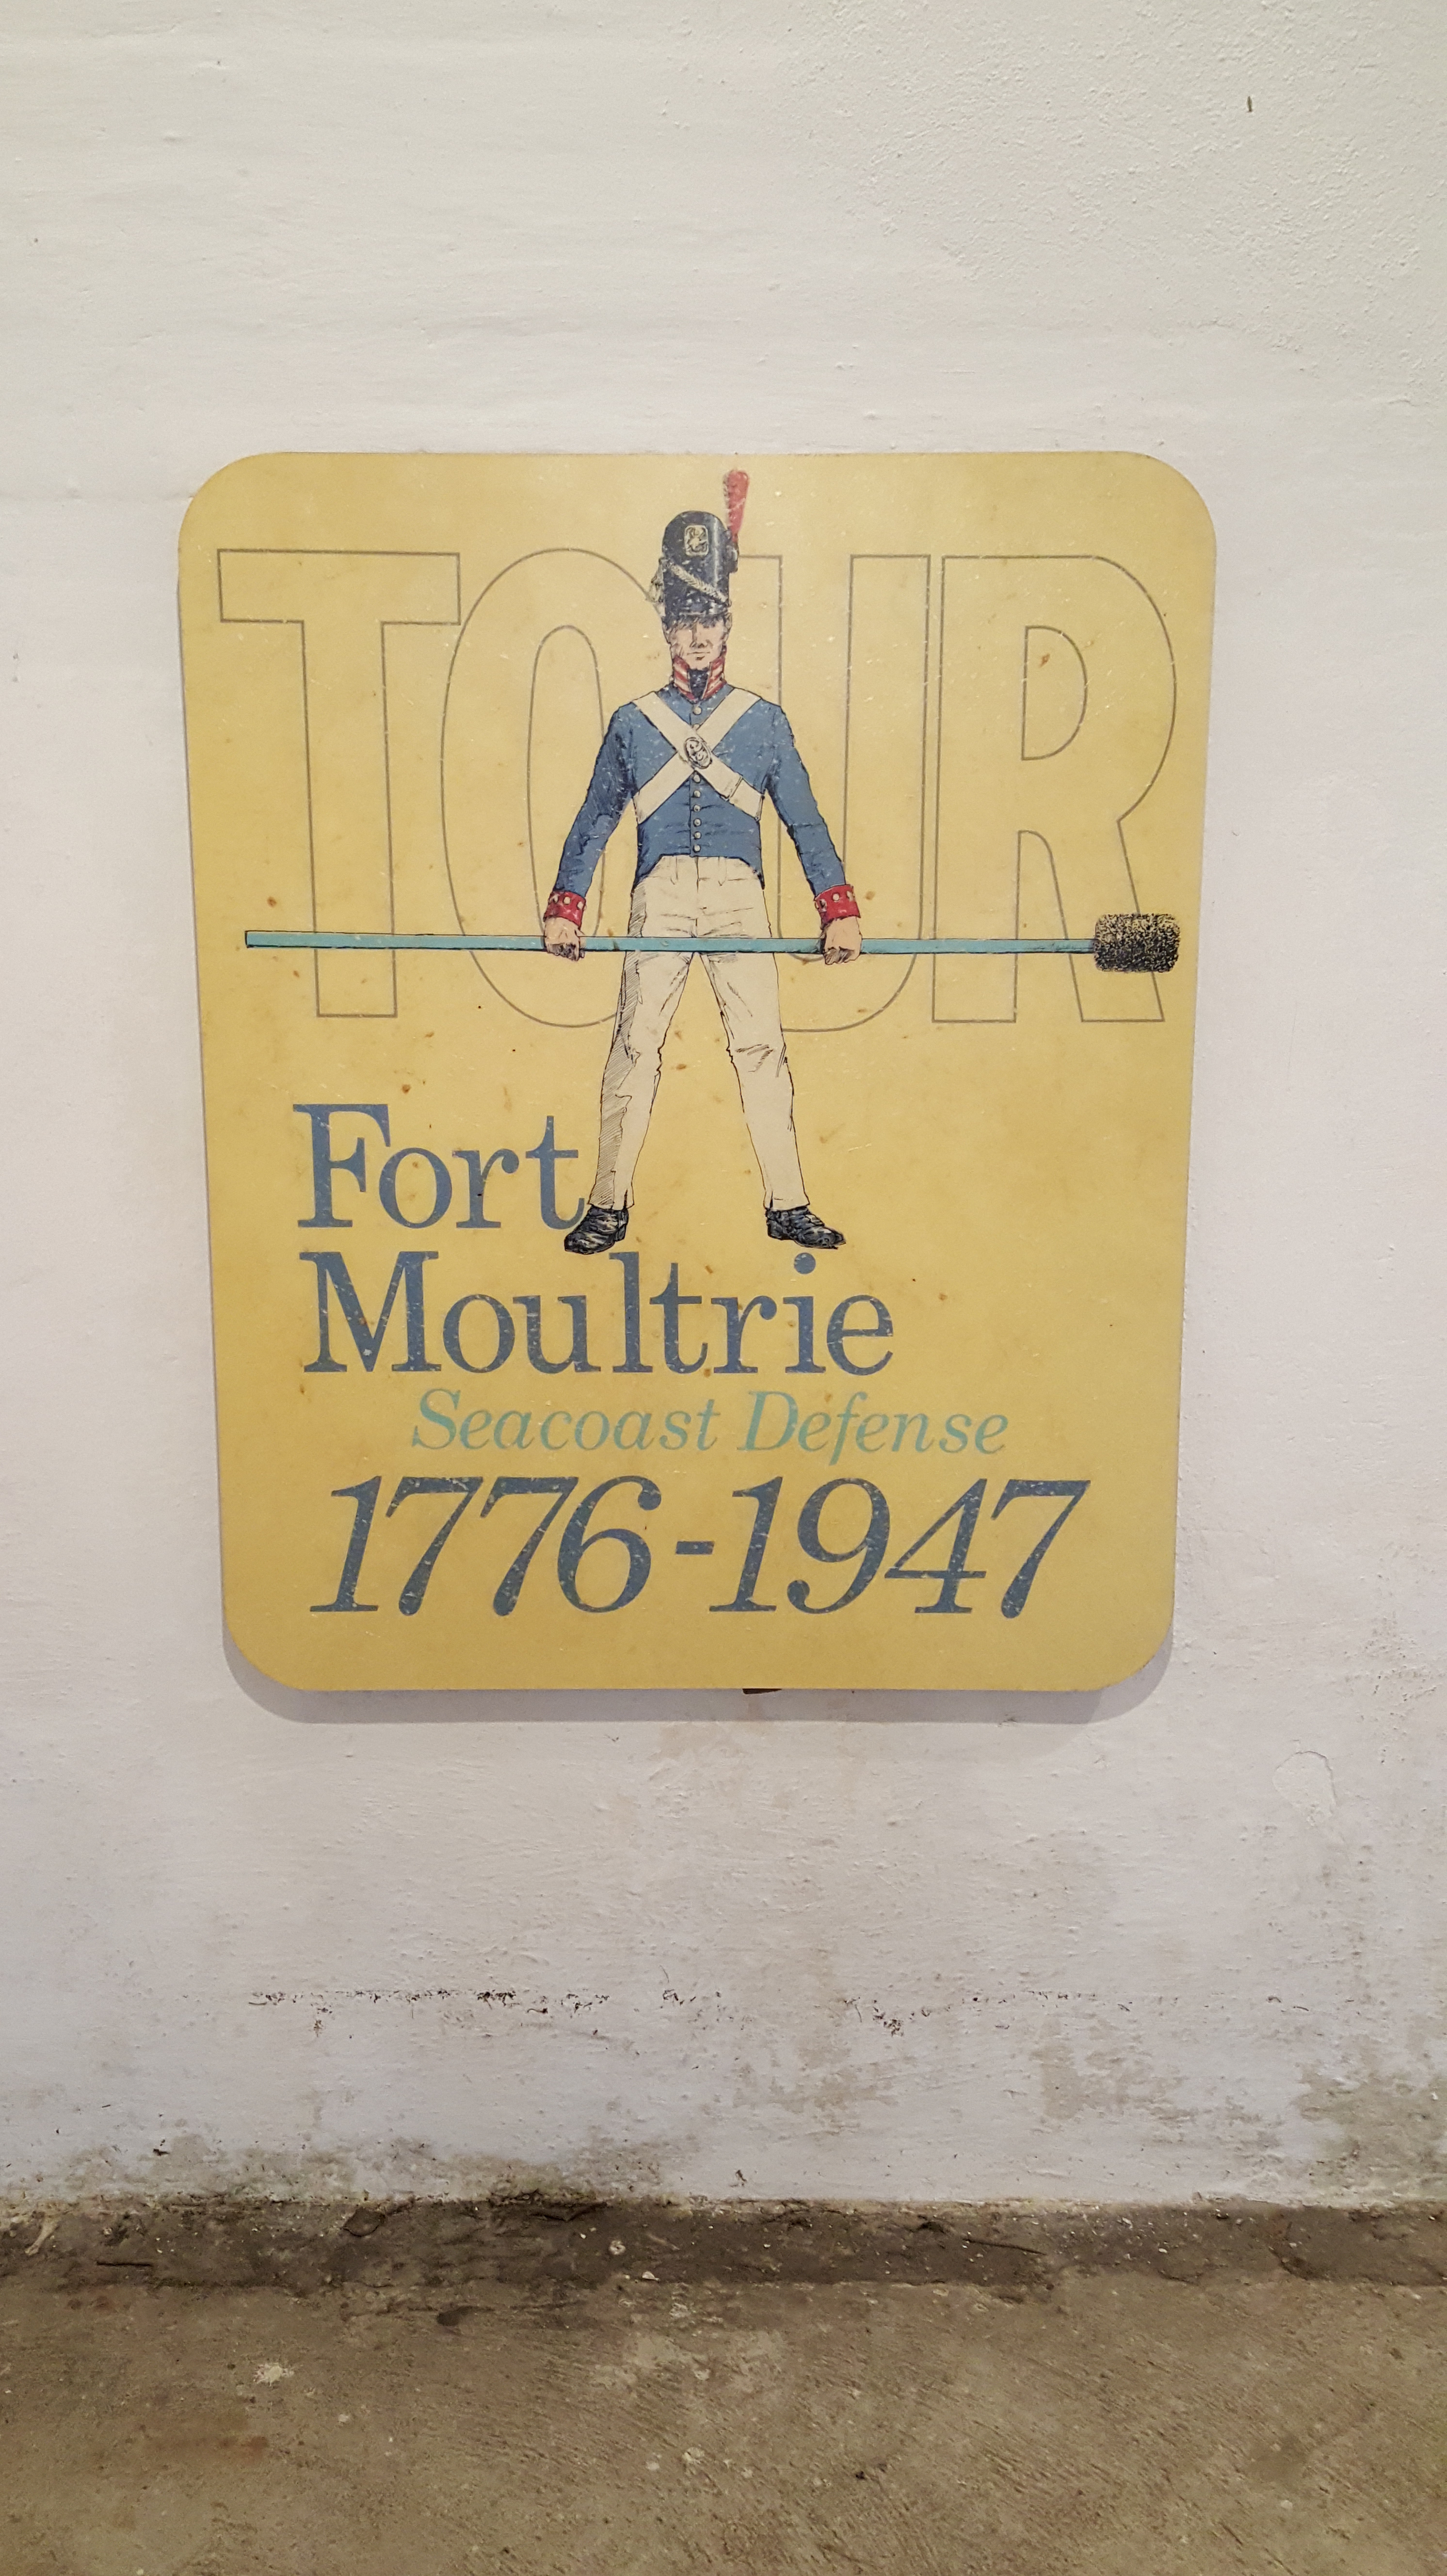 TOUR
Fort
Moultrie
Seacoast Defense
1776-1947